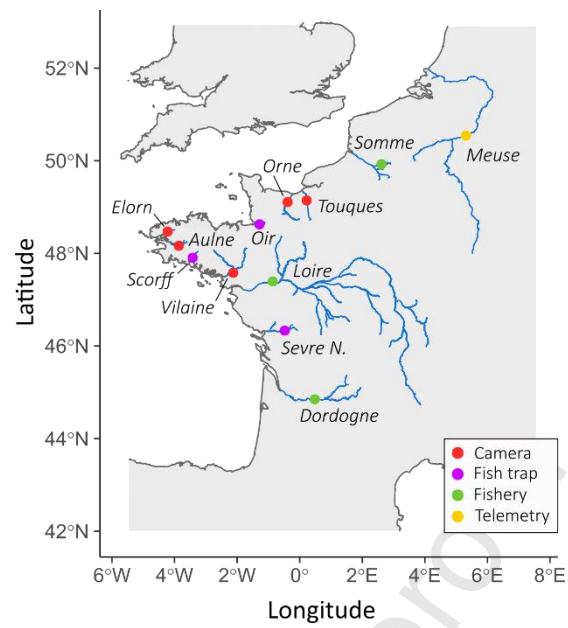 52°N
50°N
48°N
46°N
44°N
42°N
Latitude
Somme
Meuse
Orne
Touques
Elorn
Aulne
Oir
Scorff
Vilaine
Loire
Sevre N.
Dordogne
Camera
Fish trap
Fishery
Telemetry
6°W 4°W 2°W 0° 2°E 4°E 6°E 8°E
Longitude